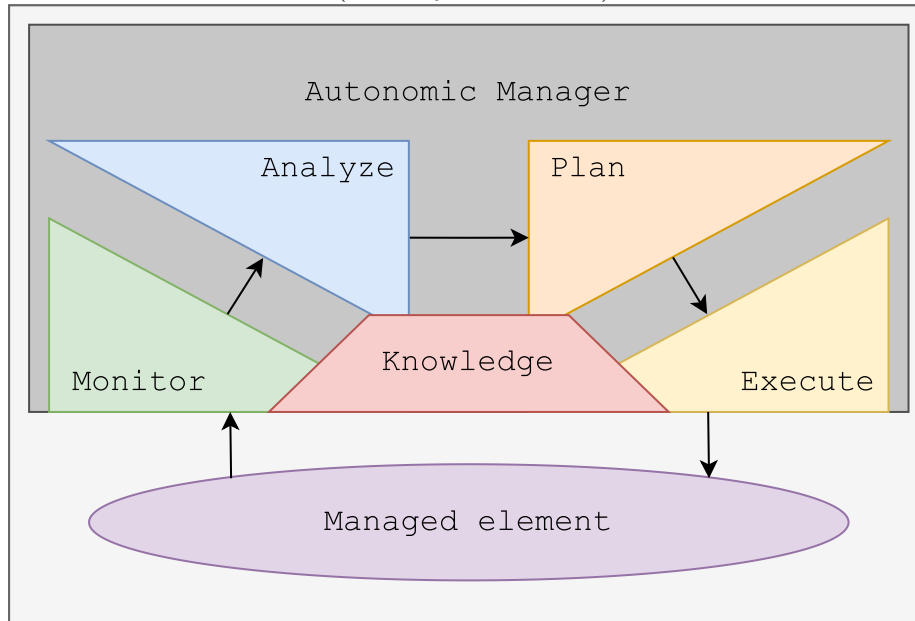 Autonomic Manager
Analyze
Plan
Monitor
Knowledge
Execute
Managed element